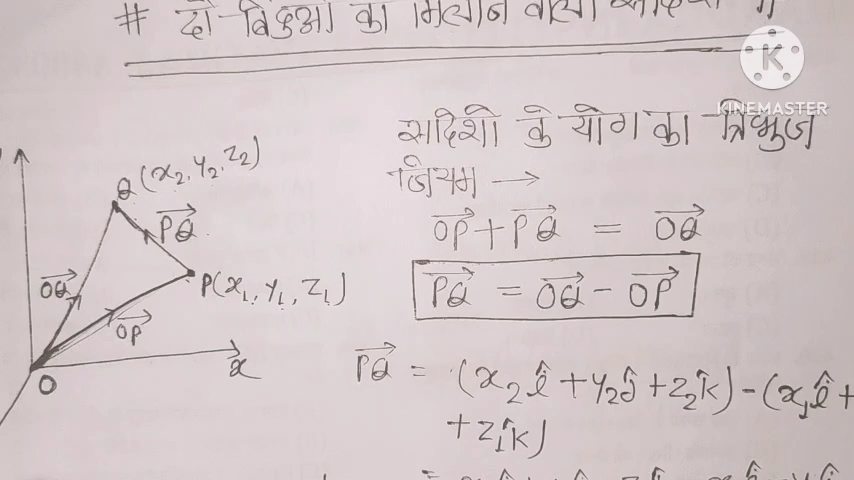 # दो बिंदुओं का मिलाने वाला सदिश
K
KINEMASTER
सदिशों के योग का त्रिभुज
नियम →
OP + PQ = OQ
PQ = OQ - OP
Q (x₂, y₂, z₂)
PQ
OQ
P(x₁, y₁, z₁)
OP
O
x
PQ = (x₂î + y₂ĵ + z₂k̂) - (x₁î +
+ z₁k̂)